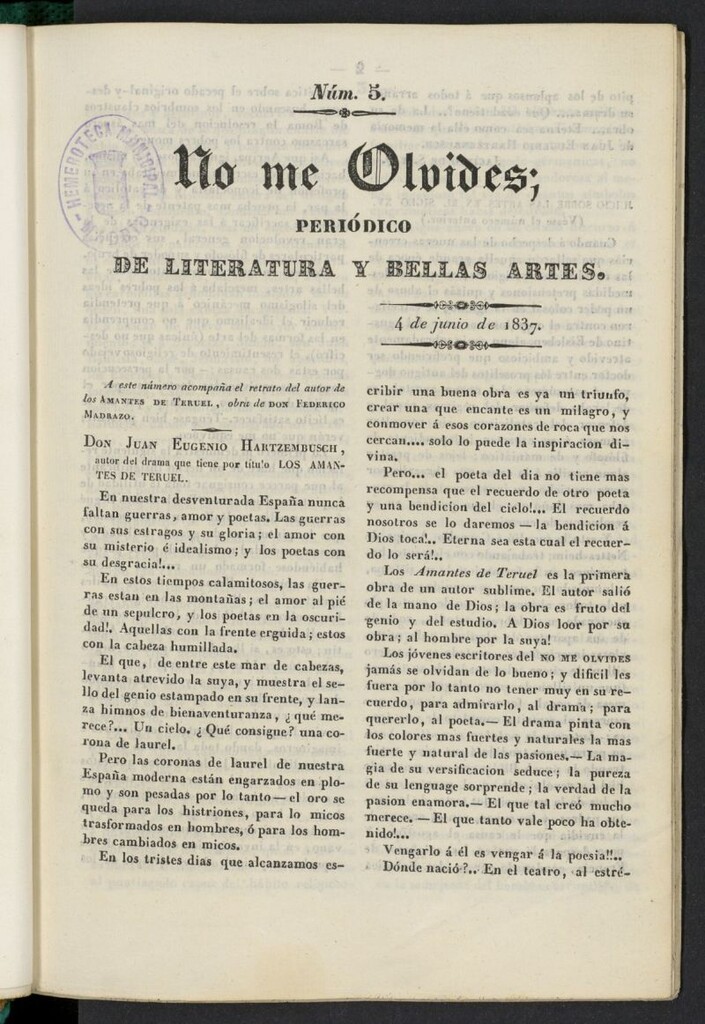 Núm. 5.
HEMEROTECA MUNICIPAL
No me Olvides;
PERIÓDICO
DE LITERATURA Y BELLAS ARTES.
4 de junio de 1837.
A este número acompaña el retrato del autor de
los AMANTES DE TERUEL, obra de DON FEDERICO
MADRAZO.
DON JUAN EUGENIO HARTZEMBUSCH,
autor del drama que tiene por título LOS AMAN-
TES DE TERUEL.
En nuestra desventurada España nunca
faltan guerras, amor y poetas. Las guerras
con sus estragos y su gloria; el amor con
su misterio é idealismo; y los poetas con
su desgracia!...
En estos tiempos calamitosos, las guer-
ras estan en las montañas; el amor al pié
de un sepulcro, y los poetas en la oscuri-
dad!. Aquellas con la frente erguida; estos
con la cabeza humillada.
El que, de entre este mar de cabezas,
levanta atrevido la suya, y muestra el se-
llo del genio estampado en su frente, y lan-
za himnos de bienaventuranza, ¿qué me-
rece?... Un cielo. ¿Qué consigue? una co-
rona de laurel.
Pero las coronas de laurel de nuestra
España moderna están engarzados en plo-
mo y son pesadas por lo tanto — el oro se
queda para los histriones, para lo micos
trasformados en hombres, ó para los hom-
bres cambiados en micos.
En los tristes dias que alcanzamos es-
cribir una buena obra es ya un triunfo,
crear una que encante es un milagro, y
conmover á esos corazones de roca que nos
cercan.... solo lo puede la inspiracion di-
vina.
Pero... el poeta del dia no tiene mas
recompensa que el recuerdo de otro poeta
y una bendicion del cielo!... El recuerdo
nosotros se lo daremos — la bendicion á
Dios toca!.. Eterna sea esta cual el recuer-
do lo será!..
Los Amantes de Teruel es la primera
obra de un autor sublime. El autor salió
de la mano de Dios; la obra es fruto del
genio y del estudio. A Dios loor por su
obra; al hombre por la suya!
Los jóvenes escritores del NO ME OLVIDES
jamás se olvidan de lo bueno; y dificil les
fuera por lo tanto no tener muy en su re-
cuerdo, para admirarlo, al drama; para
quererlo, al poeta.— El drama pinta con
los colores mas fuertes y naturales la mas
fuerte y natural de las pasiones.— La ma-
gia de su versificacion seduce; la pureza
de su lenguage sorprende; la verdad de la
pasion enamora.— El que tal creó mucho
merece. — El que tanto vale poco ha obte-
nido!...
Vengarlo á él es vengar á la poesia!!..
Dónde nació?.. En el teatro, al estré-